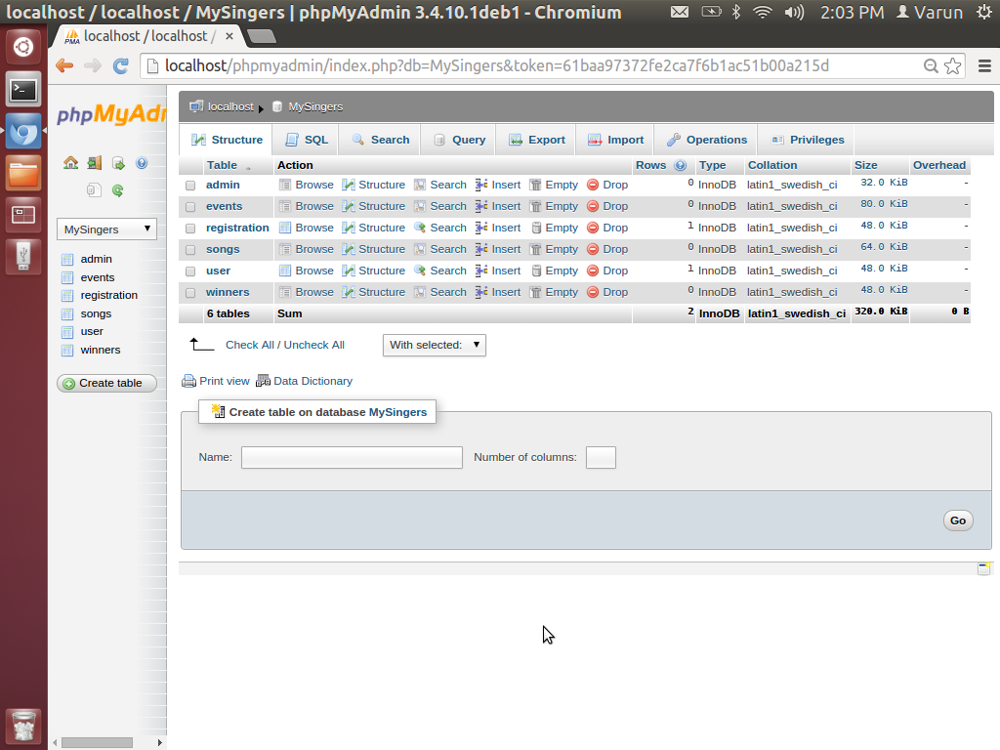 localhost / localhost / MySingers | phpMyAdmin 3.4.10.1deb1 - Chromium 2:03 PM Varun
PMA localhost / localhost / ×
localhost/phpmyadmin/index.php?db=MySingers&token=61baa97372fe2ca7f6b1ac51b00a215d
phpMyAdm
localhost MySingers
Structure SQL Search Query Export Import Operations Privileges
Table Action Rows Type Collation Size Overhead
admin Browse Structure Search Insert Empty Drop 0 InnoDB latin1_swedish_ci 32.0 KiB -
events Browse Structure Search Insert Empty Drop 0 InnoDB latin1_swedish_ci 80.0 KiB -
registration Browse Structure Search Insert Empty Drop 1 InnoDB latin1_swedish_ci 48.0 KiB -
songs Browse Structure Search Insert Empty Drop 0 InnoDB latin1_swedish_ci 64.0 KiB -
user Browse Structure Search Insert Empty Drop 1 InnoDB latin1_swedish_ci 48.0 KiB -
winners Browse Structure Search Insert Empty Drop 0 InnoDB latin1_swedish_ci 48.0 KiB -
6 tables Sum 2 InnoDB latin1_swedish_ci 320.0 KiB 0 B
MySingers
admin
events
registration
songs
user
winners
Create table
Check All / Uncheck All With selected:
Print view Data Dictionary
Create table on database MySingers
Name: Number of columns:
Go